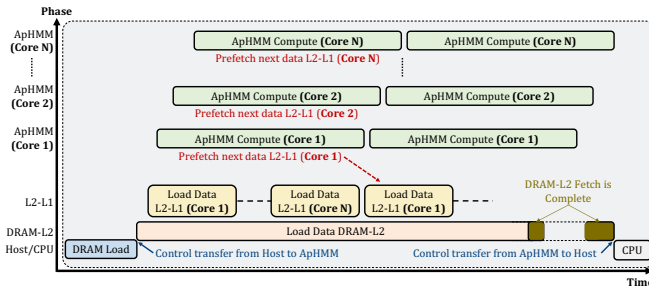 Phase
ApHMM
(Core N)
ApHMM Compute (Core N)
ApHMM Compute (Core N)
Prefetch next data L2-L1 (Core N)
ApHMM
(Core 2)
ApHMM Compute (Core 2)
ApHMM Compute (Core 2)
Prefetch next data L2-L1 (Core 2)
ApHMM
(Core 1)
ApHMM Compute (Core 1)
ApHMM Compute (Core 1)
Prefetch next data L2-L1 (Core 1)
L2-L1
Load Data
L2-L1 (Core 1)
Load Data
L2-L1 (Core N)
Load Data
L2-L1 (Core 1)
DRAM-L2 Fetch is
Complete
DRAM-L2
Load Data DRAM-L2
Host/CPU
DRAM Load
Control transfer from Host to ApHMM
Control transfer from ApHMM to Host
CPU
Time